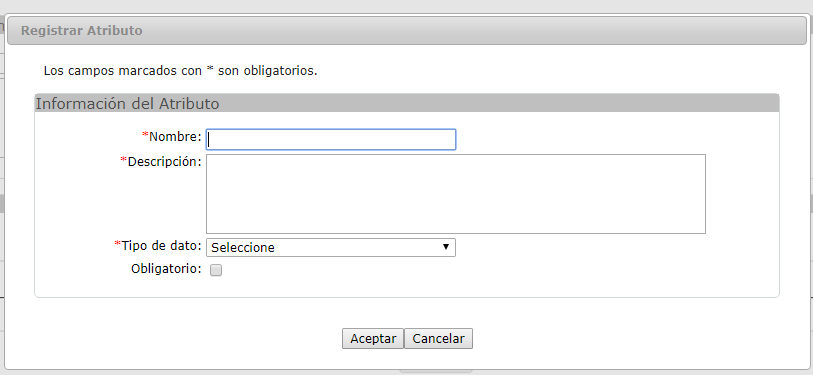 Registrar Atributo
Los campos marcados con * son obligatorios.
Información del Atributo
*Nombre:
*Descripción:
*Tipo de dato: Seleccione
Obligatorio:
Aceptar Cancelar